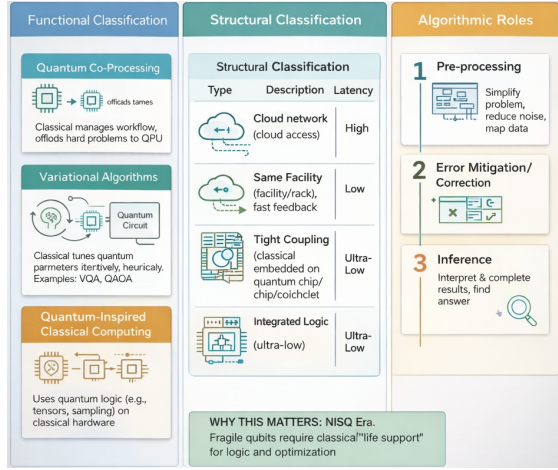 Functional Classification
Quantum Co-Processing
officads tames
Classical manages workflow,
offlods hard problems to QPU
Variational Algorithms
Quantum
Circuit
Classical tunes quantum
parmeters itertively, heuricaly.
Examples: VQA, QAOA
Quantum-Inspired
Classical Computing
Uses quantum logic (e.g.,
tensors, sampling) on
classical hardware
Structural Classification
Structural Classification
Type Description Latency
Cloud network
(cloud access)
High
Same Facility
(facility/rack),
fast feedback
Low
Tight Coupling
(classical
embedded on
quantum chip/
chip/coichclet
Ultra-
Low
Integrated Logic
(ultra-low)
Ultra-
Low
WHY THIS MATTERS: NISQ Era.
Fragile qubits require classical"life support"
for logic and optimization
Algorithmic Roles
1 Pre-processing
Simplify
problem,
reduce noise,
map data
2 Error Mitigation/
Correction
3 Inference
Interpret & complete
results, find
answer